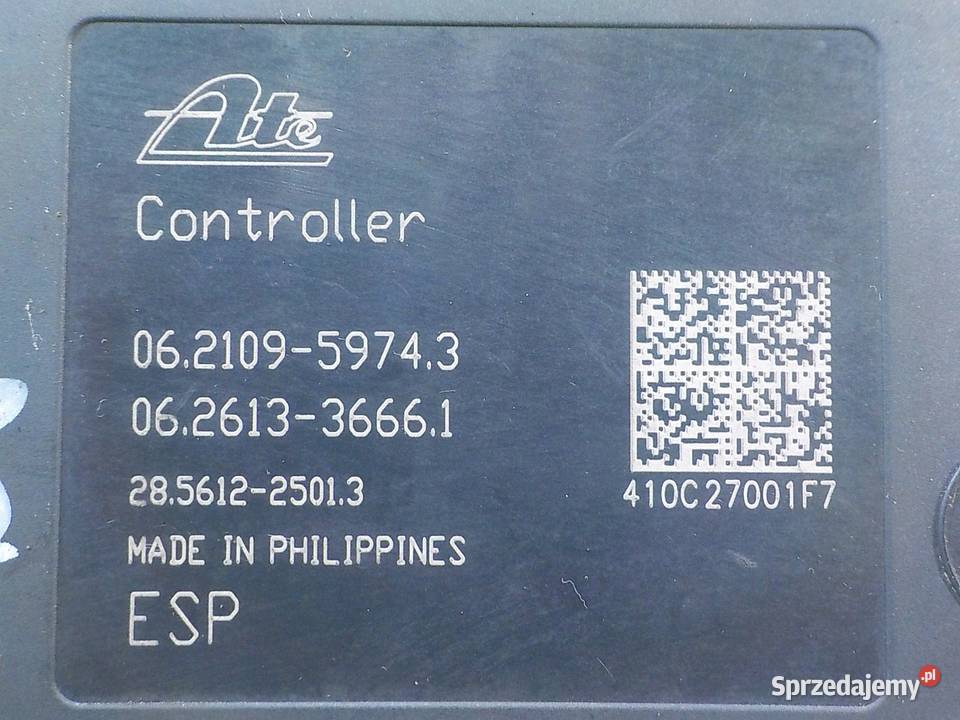 Ate
Controller
06.2109-5974.3
06.2613-3666.1
28.5612-2501.3
410C27001F7
MADE IN PHILIPPINES
ESP
Sprzedajemy.pl